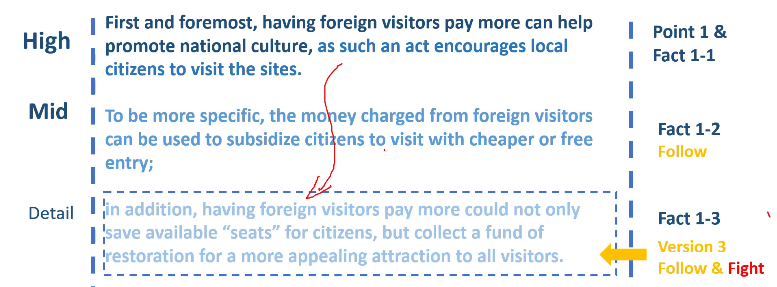 High
First and foremost, having foreign visitors pay more can help
promote national culture, as such an act encourages local
citizens to visit the sites.
Point 1 &
Fact 1-1
Mid
To be more specific, the money charged from foreign visitors
can be used to subsidize citizens to visit with cheaper or free
entry;
Fact 1-2
Follow
Detail
in addition, having foreign visitors pay more could not only
save available “seats” for citizens, but collect a fund of
restoration for a more appealing attraction to all visitors.
Fact 1-3
Version 3
Follow & Fight